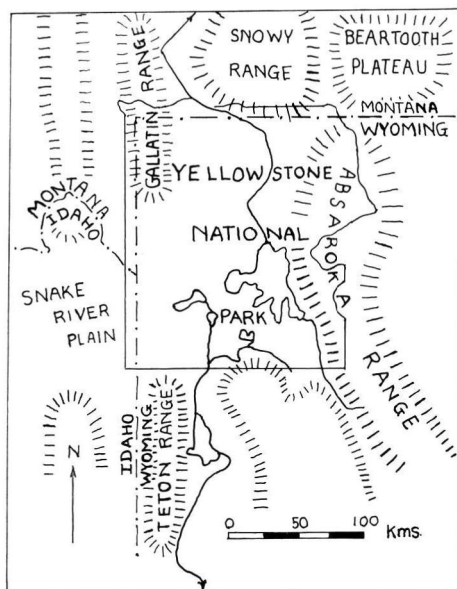 SNOWY
RANGE
BEARTOOTH
PLATEAU
GALLATIN RANGE
MONTANA
WYOMING
YELLOWSTONE
NATIONAL
PARK
ABSAROKA
RANGE
MONTANA
IDAHO
SNAKE
RIVER
PLAIN
N
IDAHO
WYOMING
TETON RANGE
0 50 100
Kms.